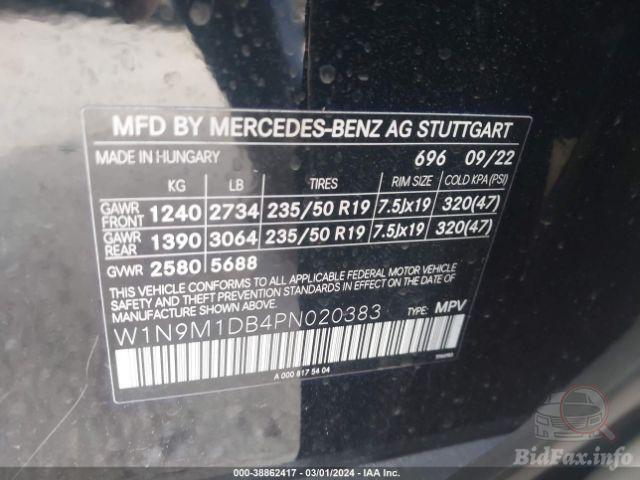 MFD BY MERCEDES-BENZ AG STUTTGART
MADE IN HUNGARY 696 09/22
KG LB TIRES RIM SIZE COLD KPA (PSI)
GAWR FRONT 1240 2734 235/50 R19 7.5Jx19 320(47)
GAWR REAR 1390 3064 235/50 R19 7.5Jx19 320(47)
GVWR 2580 5688
THIS VEHICLE CONFORMS TO ALL APPLICABLE FEDERAL MOTOR VEHICLE
SAFETY, BUMPER, AND THEFT PREVENTION STANDARDS IN EFFECT ON THE DATE OF
MANUFACTURE SHOWN ABOVE.
W1N9M1DB4PN020383 TYPE: MPV
A 000 817 54 04
000-38862417 - 03/01/2024 - IAA Inc.
BidFax.info